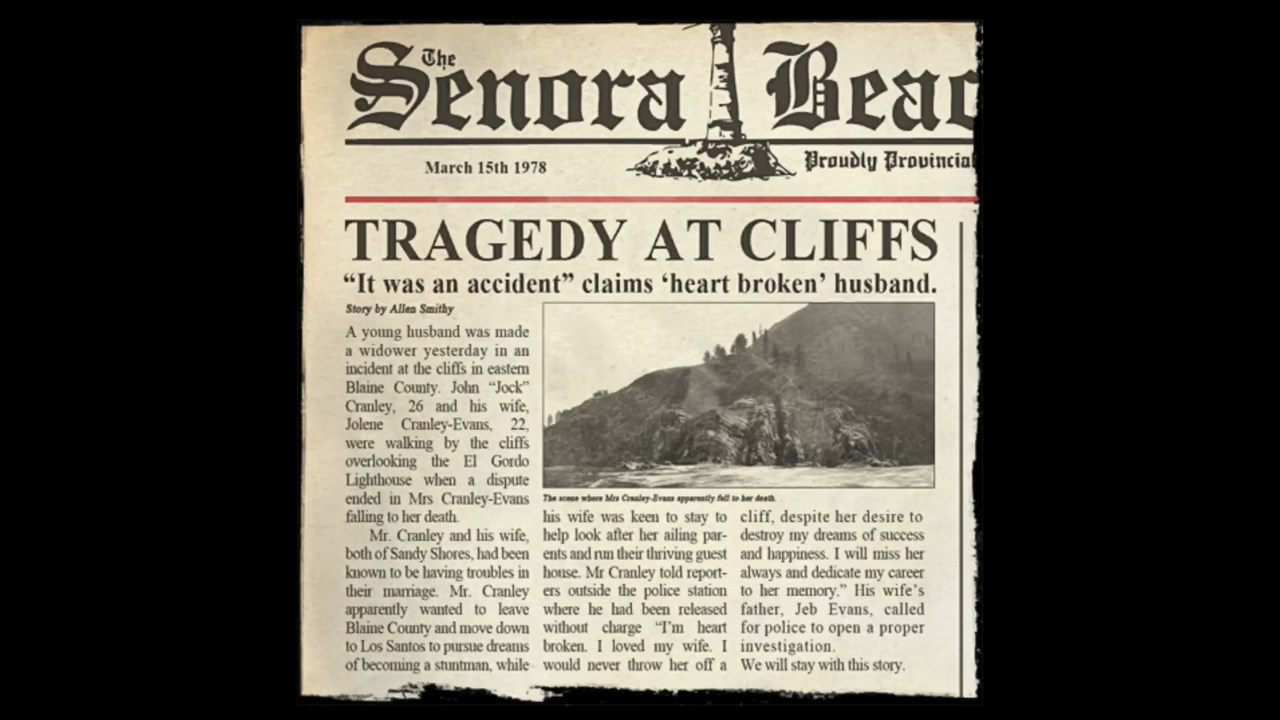 The
Senora Beac
March 15th 1978
Proudly Provincial
TRAGEDY AT CLIFFS
“It was an accident” claims ‘heart broken’ husband.
Story by Allen Smithy
A young husband was made
a widower yesterday in an
incident at the cliffs in eastern
Blaine County. John “Jock”
Cranley, 26 and his wife,
Jolene Cranley-Evans, 22,
were walking by the cliffs
overlooking the El Gordo
Lighthouse when a dispute
ended in Mrs Cranley-Evans
falling to her death.
Mr. Cranley and his wife,
both of Sandy Shores, had been
known to be having troubles in
their marriage. Mr. Cranley
apparently wanted to leave
Blaine County and move down
to Los Santos to pursue dreams
of becoming a stuntman, while
The scene where Mrs Cranley-Evans apparently fell to her death.
his wife was keen to stay to
help look after her ailing par-
ents and run their thriving guest
house. Mr Cranley told report-
ers outside the police station
where he had been released
without charge “I’m heart
broken. I loved my wife. I
would never throw her off a
cliff, despite her desire to
destroy my dreams of success
and happiness. I will miss her
always and dedicate my career
to her memory.” His wife’s
father, Jeb Evans, called
for police to open a proper
investigation.
We will stay with this story.